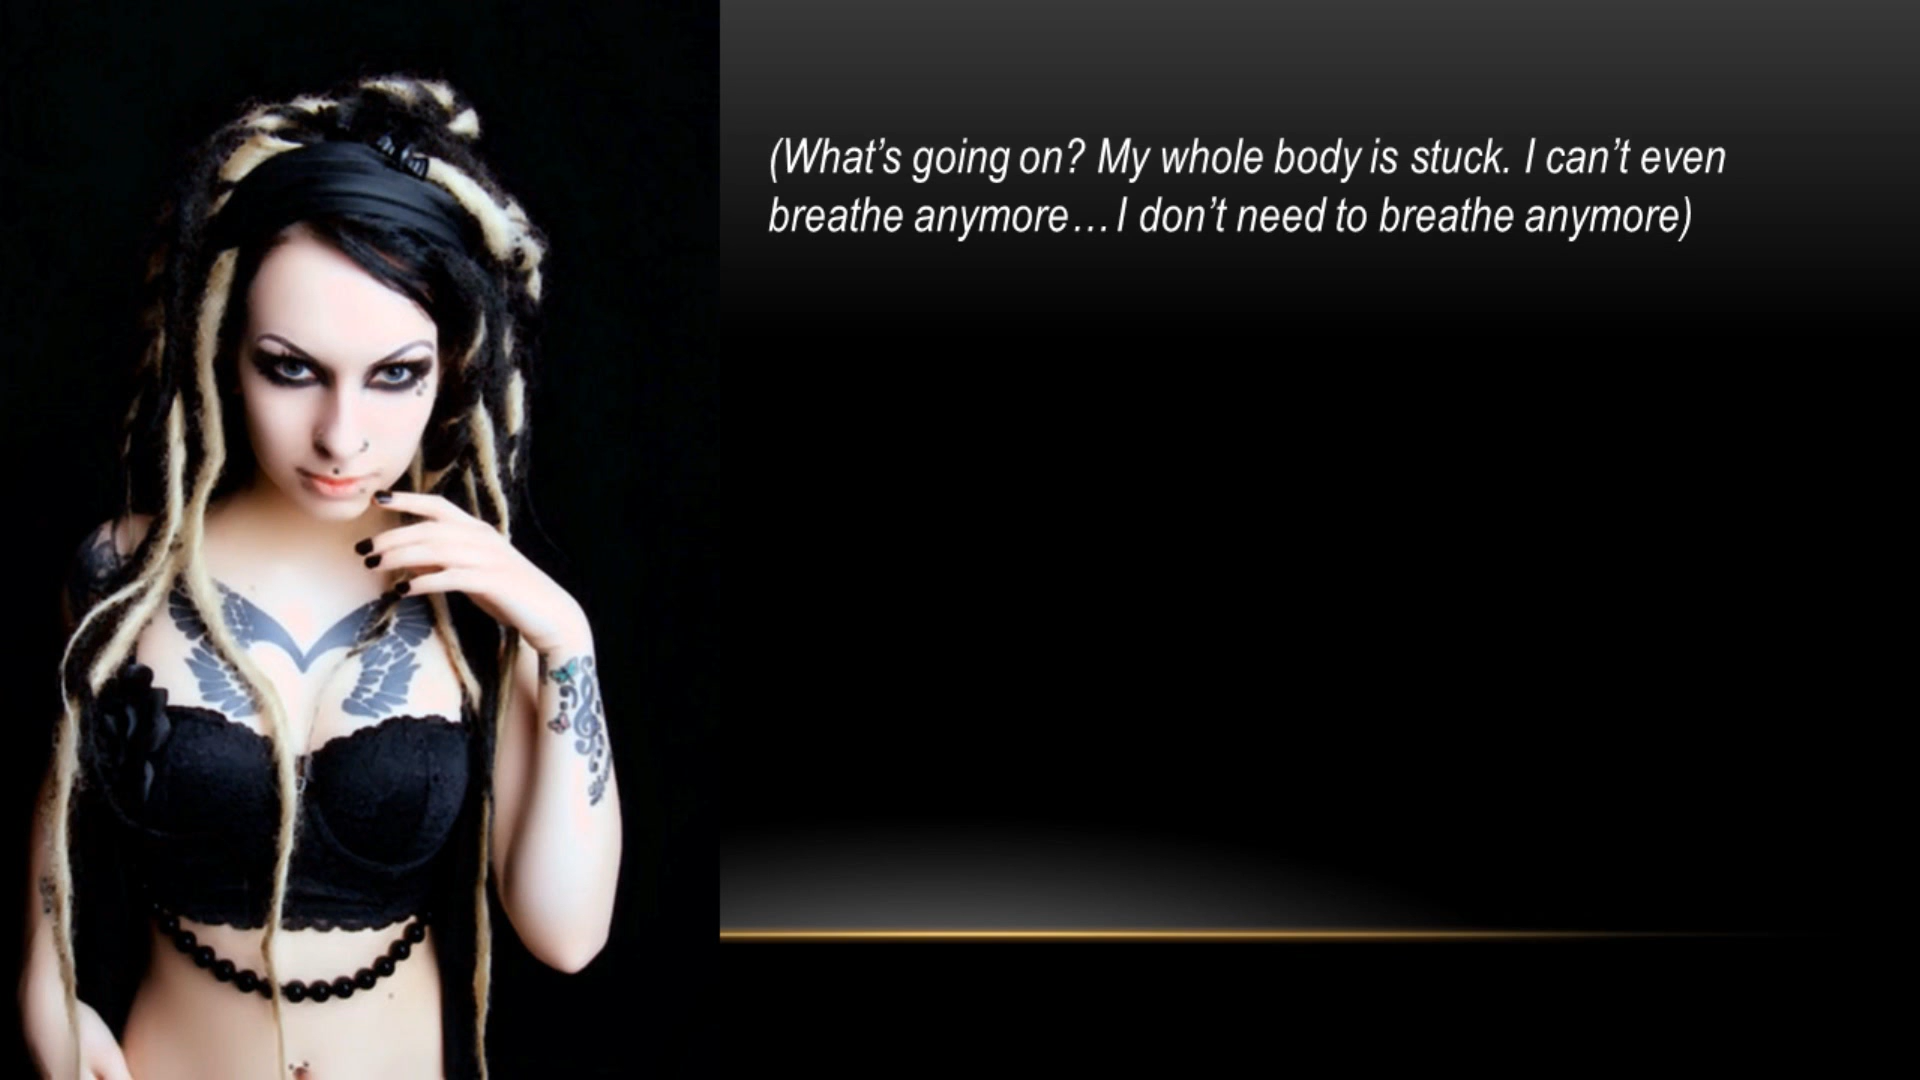 (What’s going on? My whole body is stuck. I can’t even
breathe anymore…I don’t need to breathe anymore)